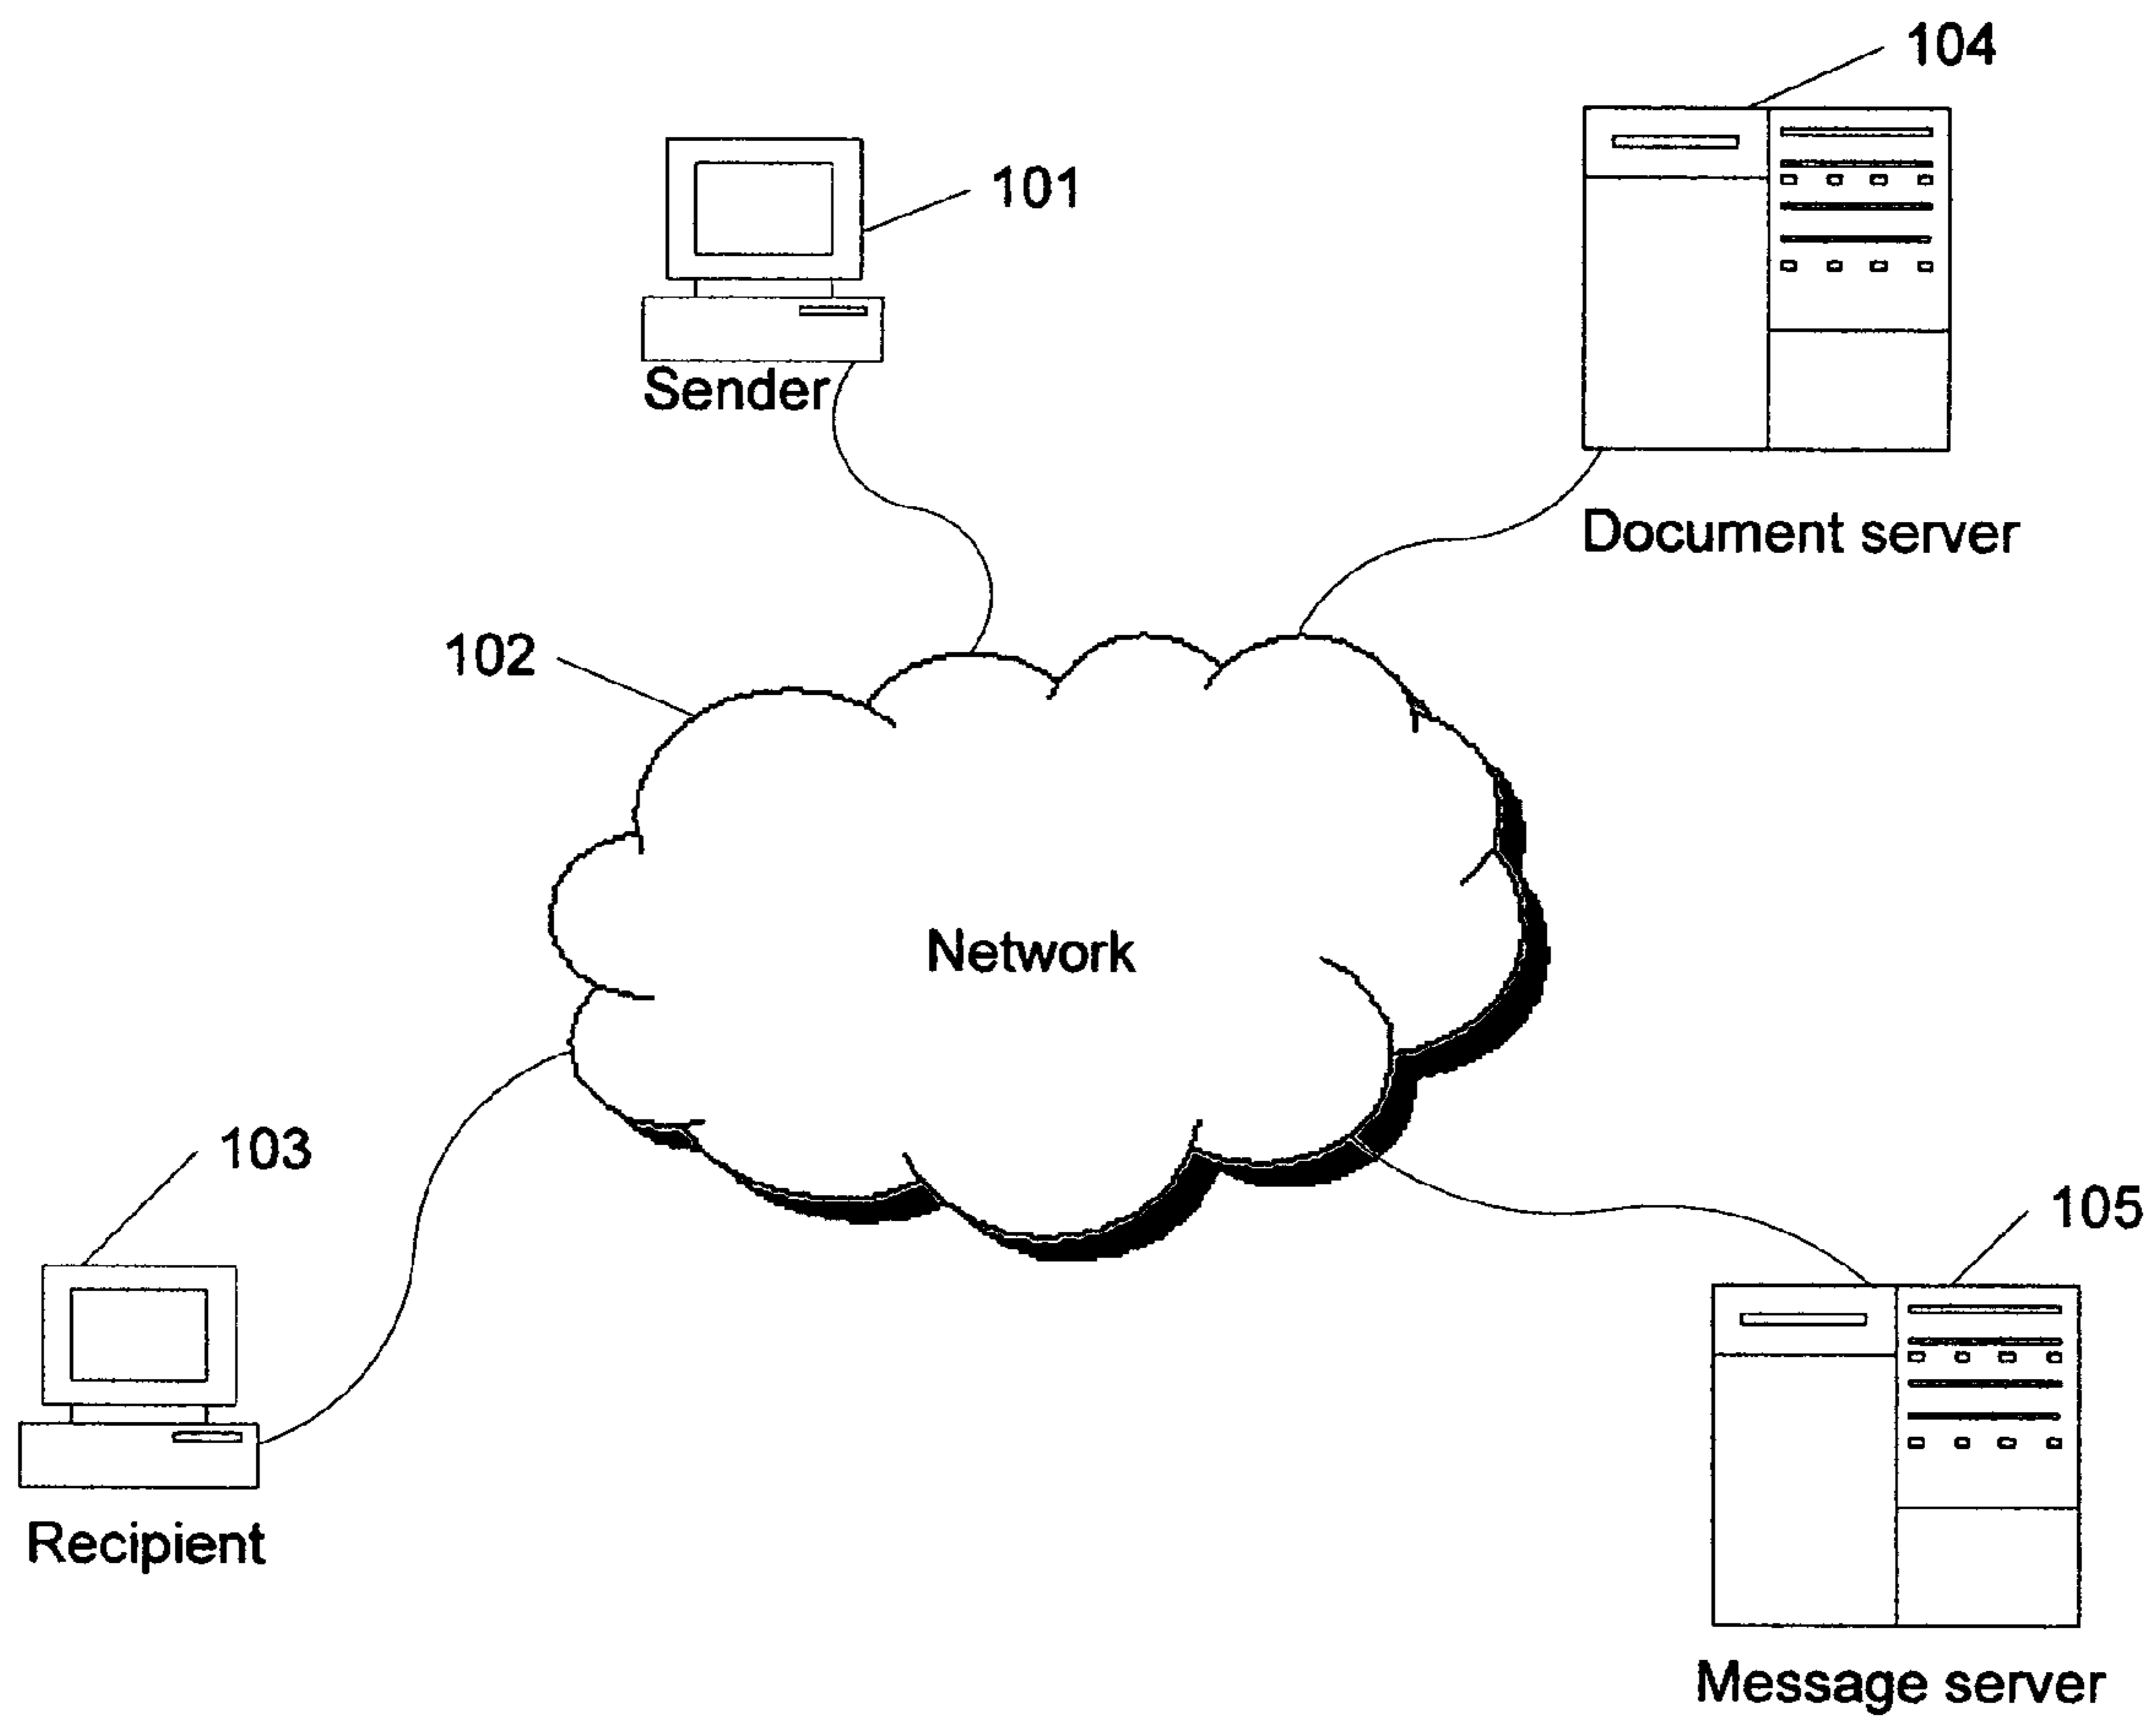 104
101
Sender
Document server
102
Network
103
105
Recipient
Message server